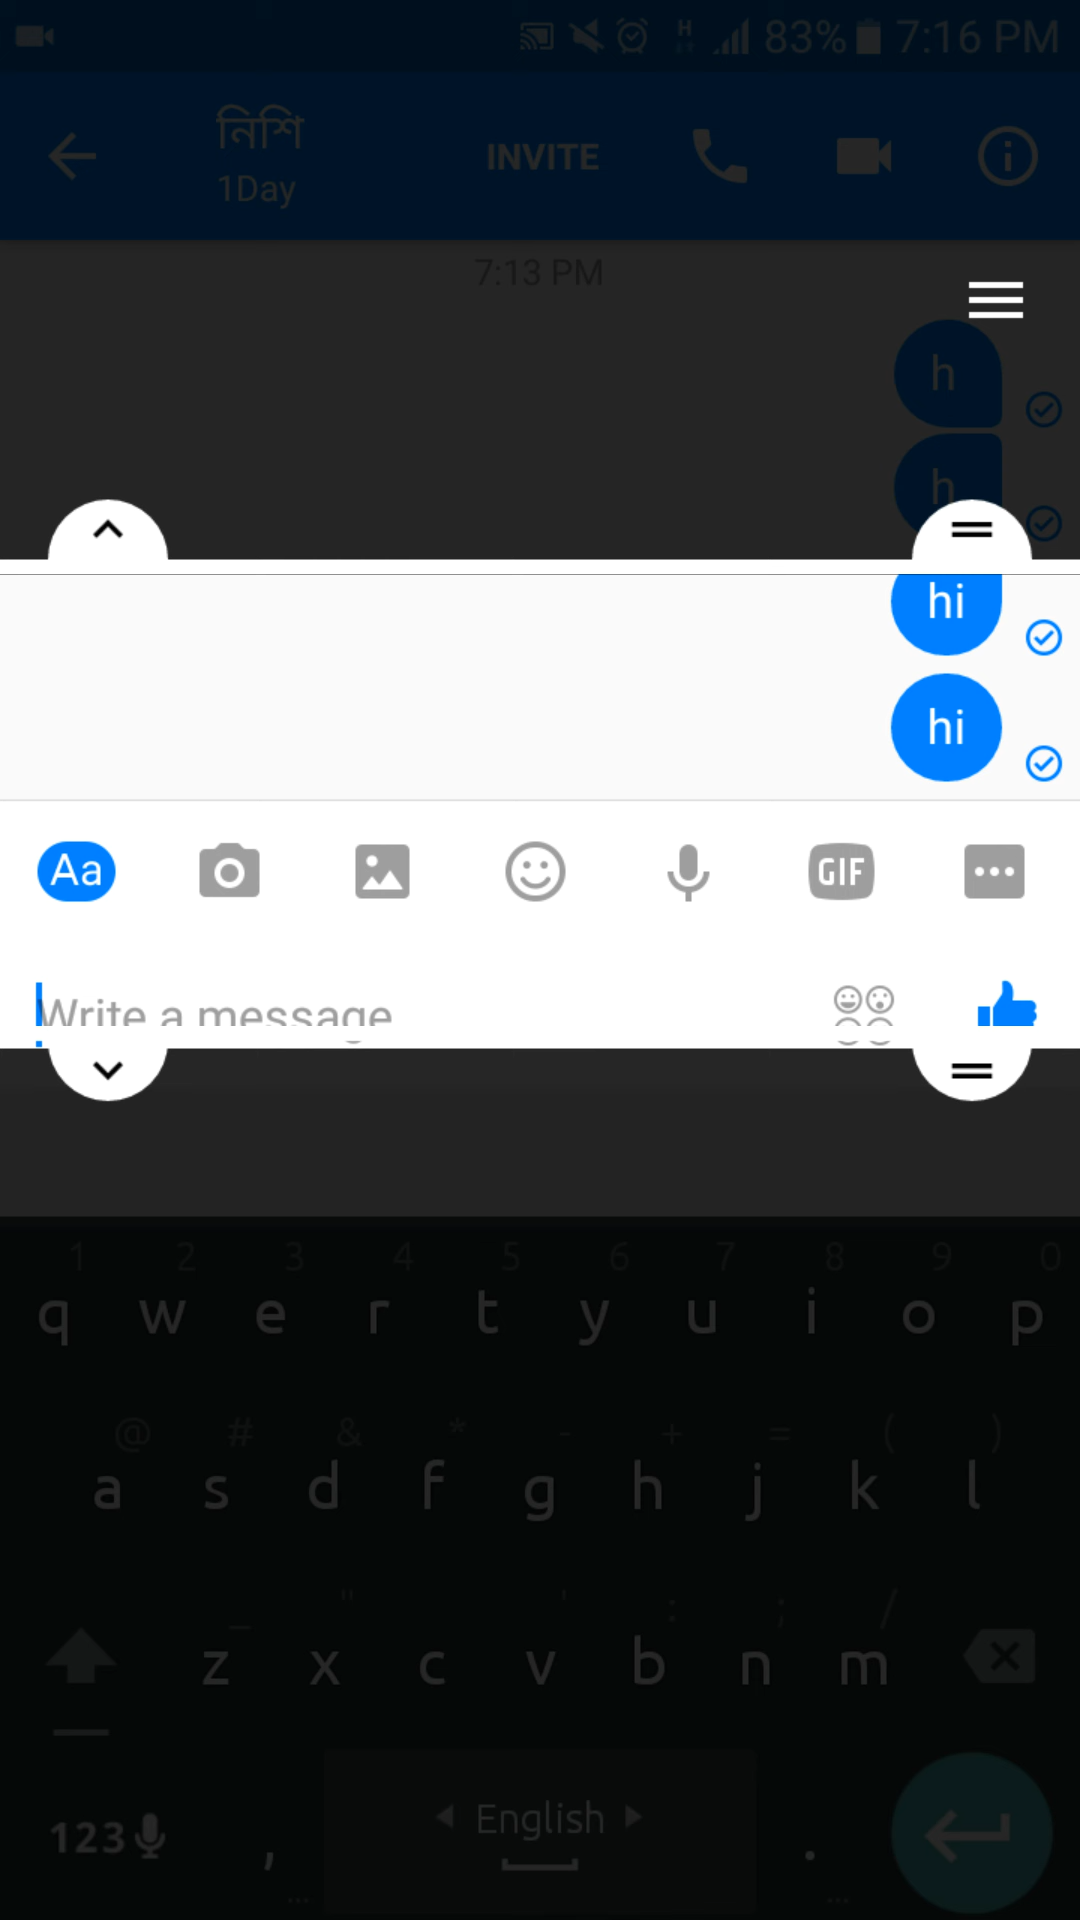 83% 7:16 PM
নিশি
1Day
INVITE
7:13 PM
h
h
hi
hi
Aa GIF
Write a message
1 2 3 4 5 6 7 8 9 0
q w e r t y u i o p
@ # & * - + = ( )
a s d f g h j k l
_ " ' : ; /
z x c v b n m
123 , English .